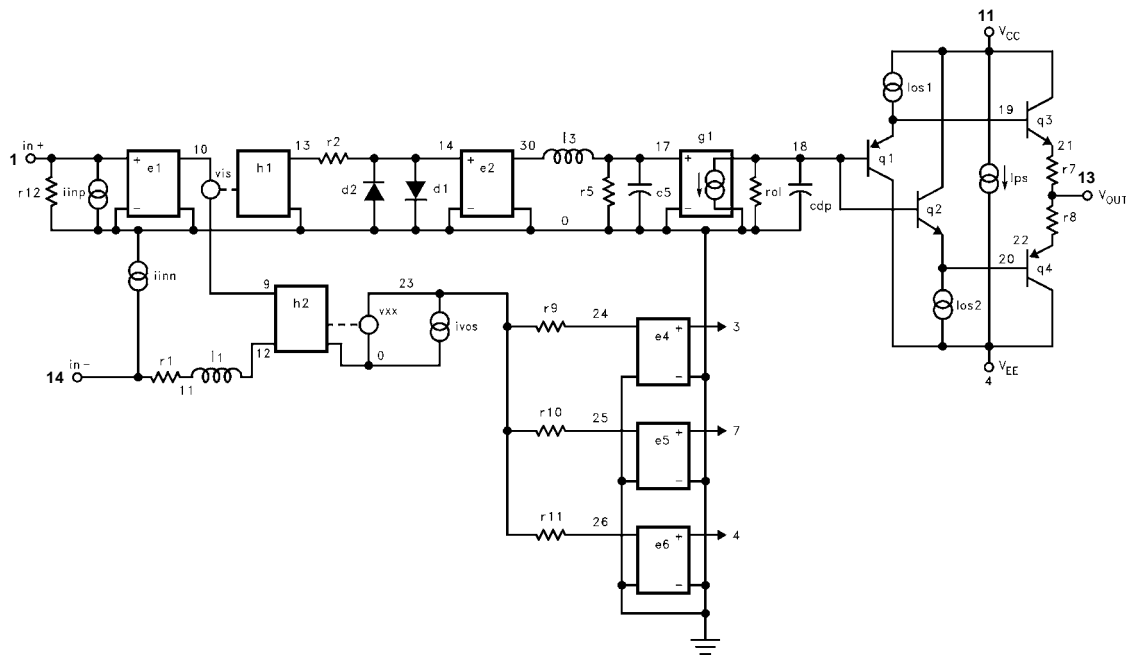 11
VCC
Ios1
19
q3
g1
l3
in+
10
13
r2
14
30
17
18
q1
21
1
+
e1
vis
h1
+
e2
+
r7
13
r12
iinp
d2
d1
r5
c5
rol
cdp
Ips
VOUT
q2
r8
-
-
0
-
22
20
q4
iinn
9
h2
23
vxx
ivos
r9
24
+
3
Ios2
e4
in-
r1
l1
12
0
4
VEE
14
11
-
r10
25
+
7
e5
-
r11
26
+
4
e6
-